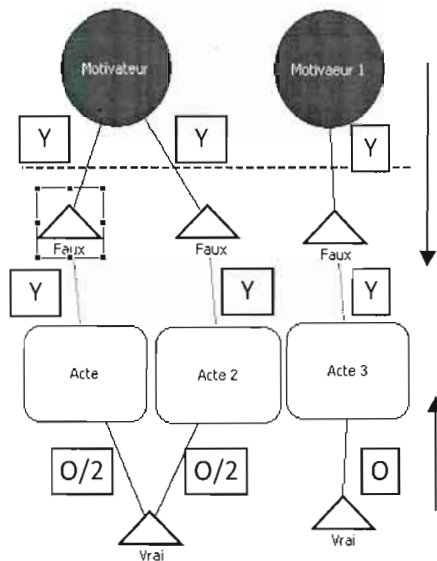 Motivateur
Motivaeur 1
Y
Y
Y
Faux
Faux
Faux
Y
Y
Y
Acte
Acte 2
Acte 3
O/2
O/2
O
Vrai
Vrai